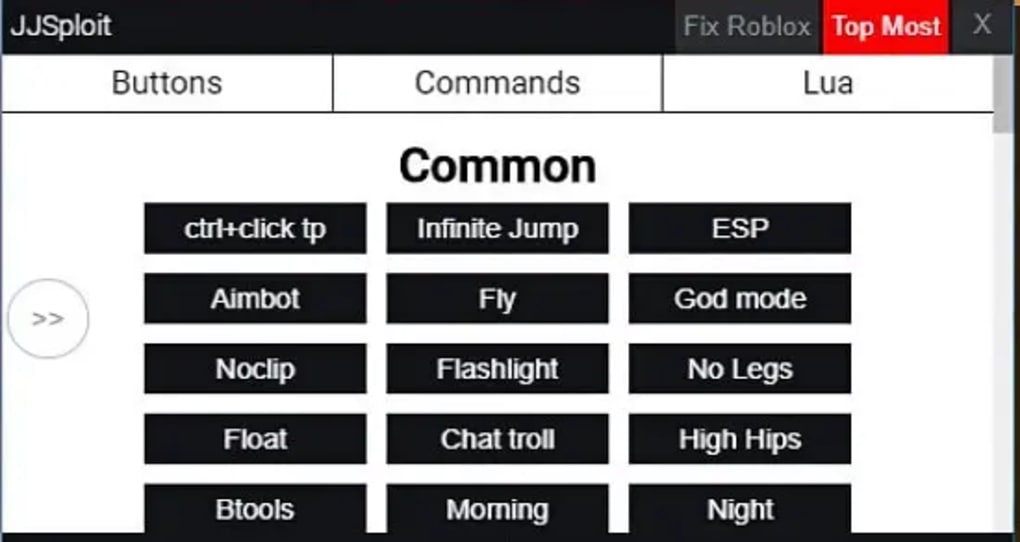 JJSploit Fix Roblox Top Most X
Buttons Commands Lua
Common
ctrl+click tp Infinite Jump ESP
Aimbot Fly God mode
>>
Noclip Flashlight No Legs
Float Chat troll High Hips
Btools Morning Night